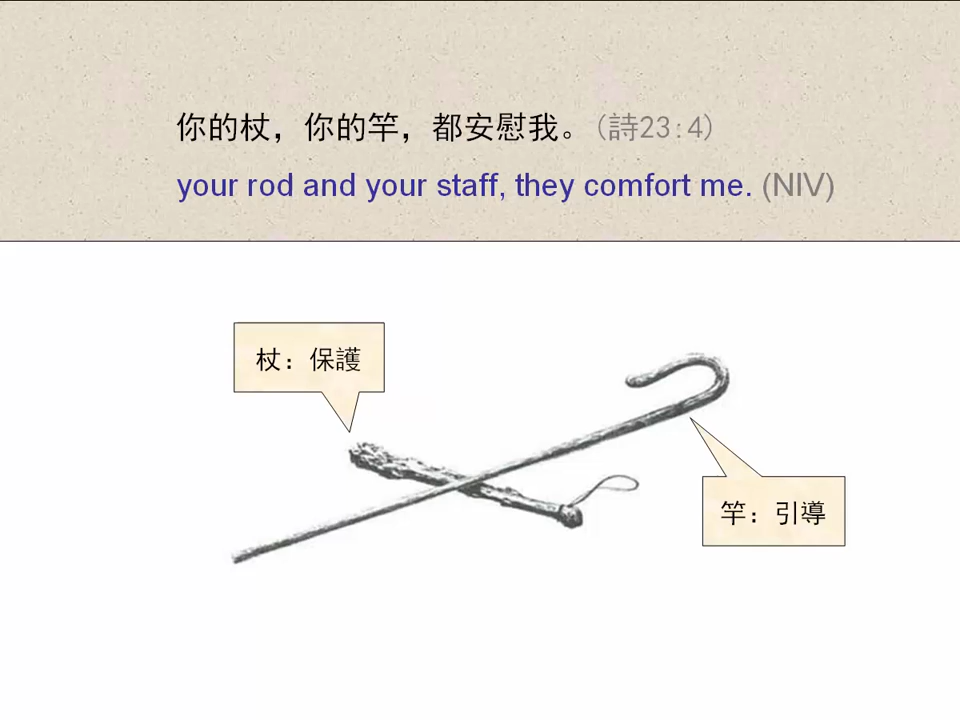 你的杖，你的竿，都安慰我。(詩23:4)
your rod and your staff, they comfort me. (NIV)
杖：保護
竿：引導